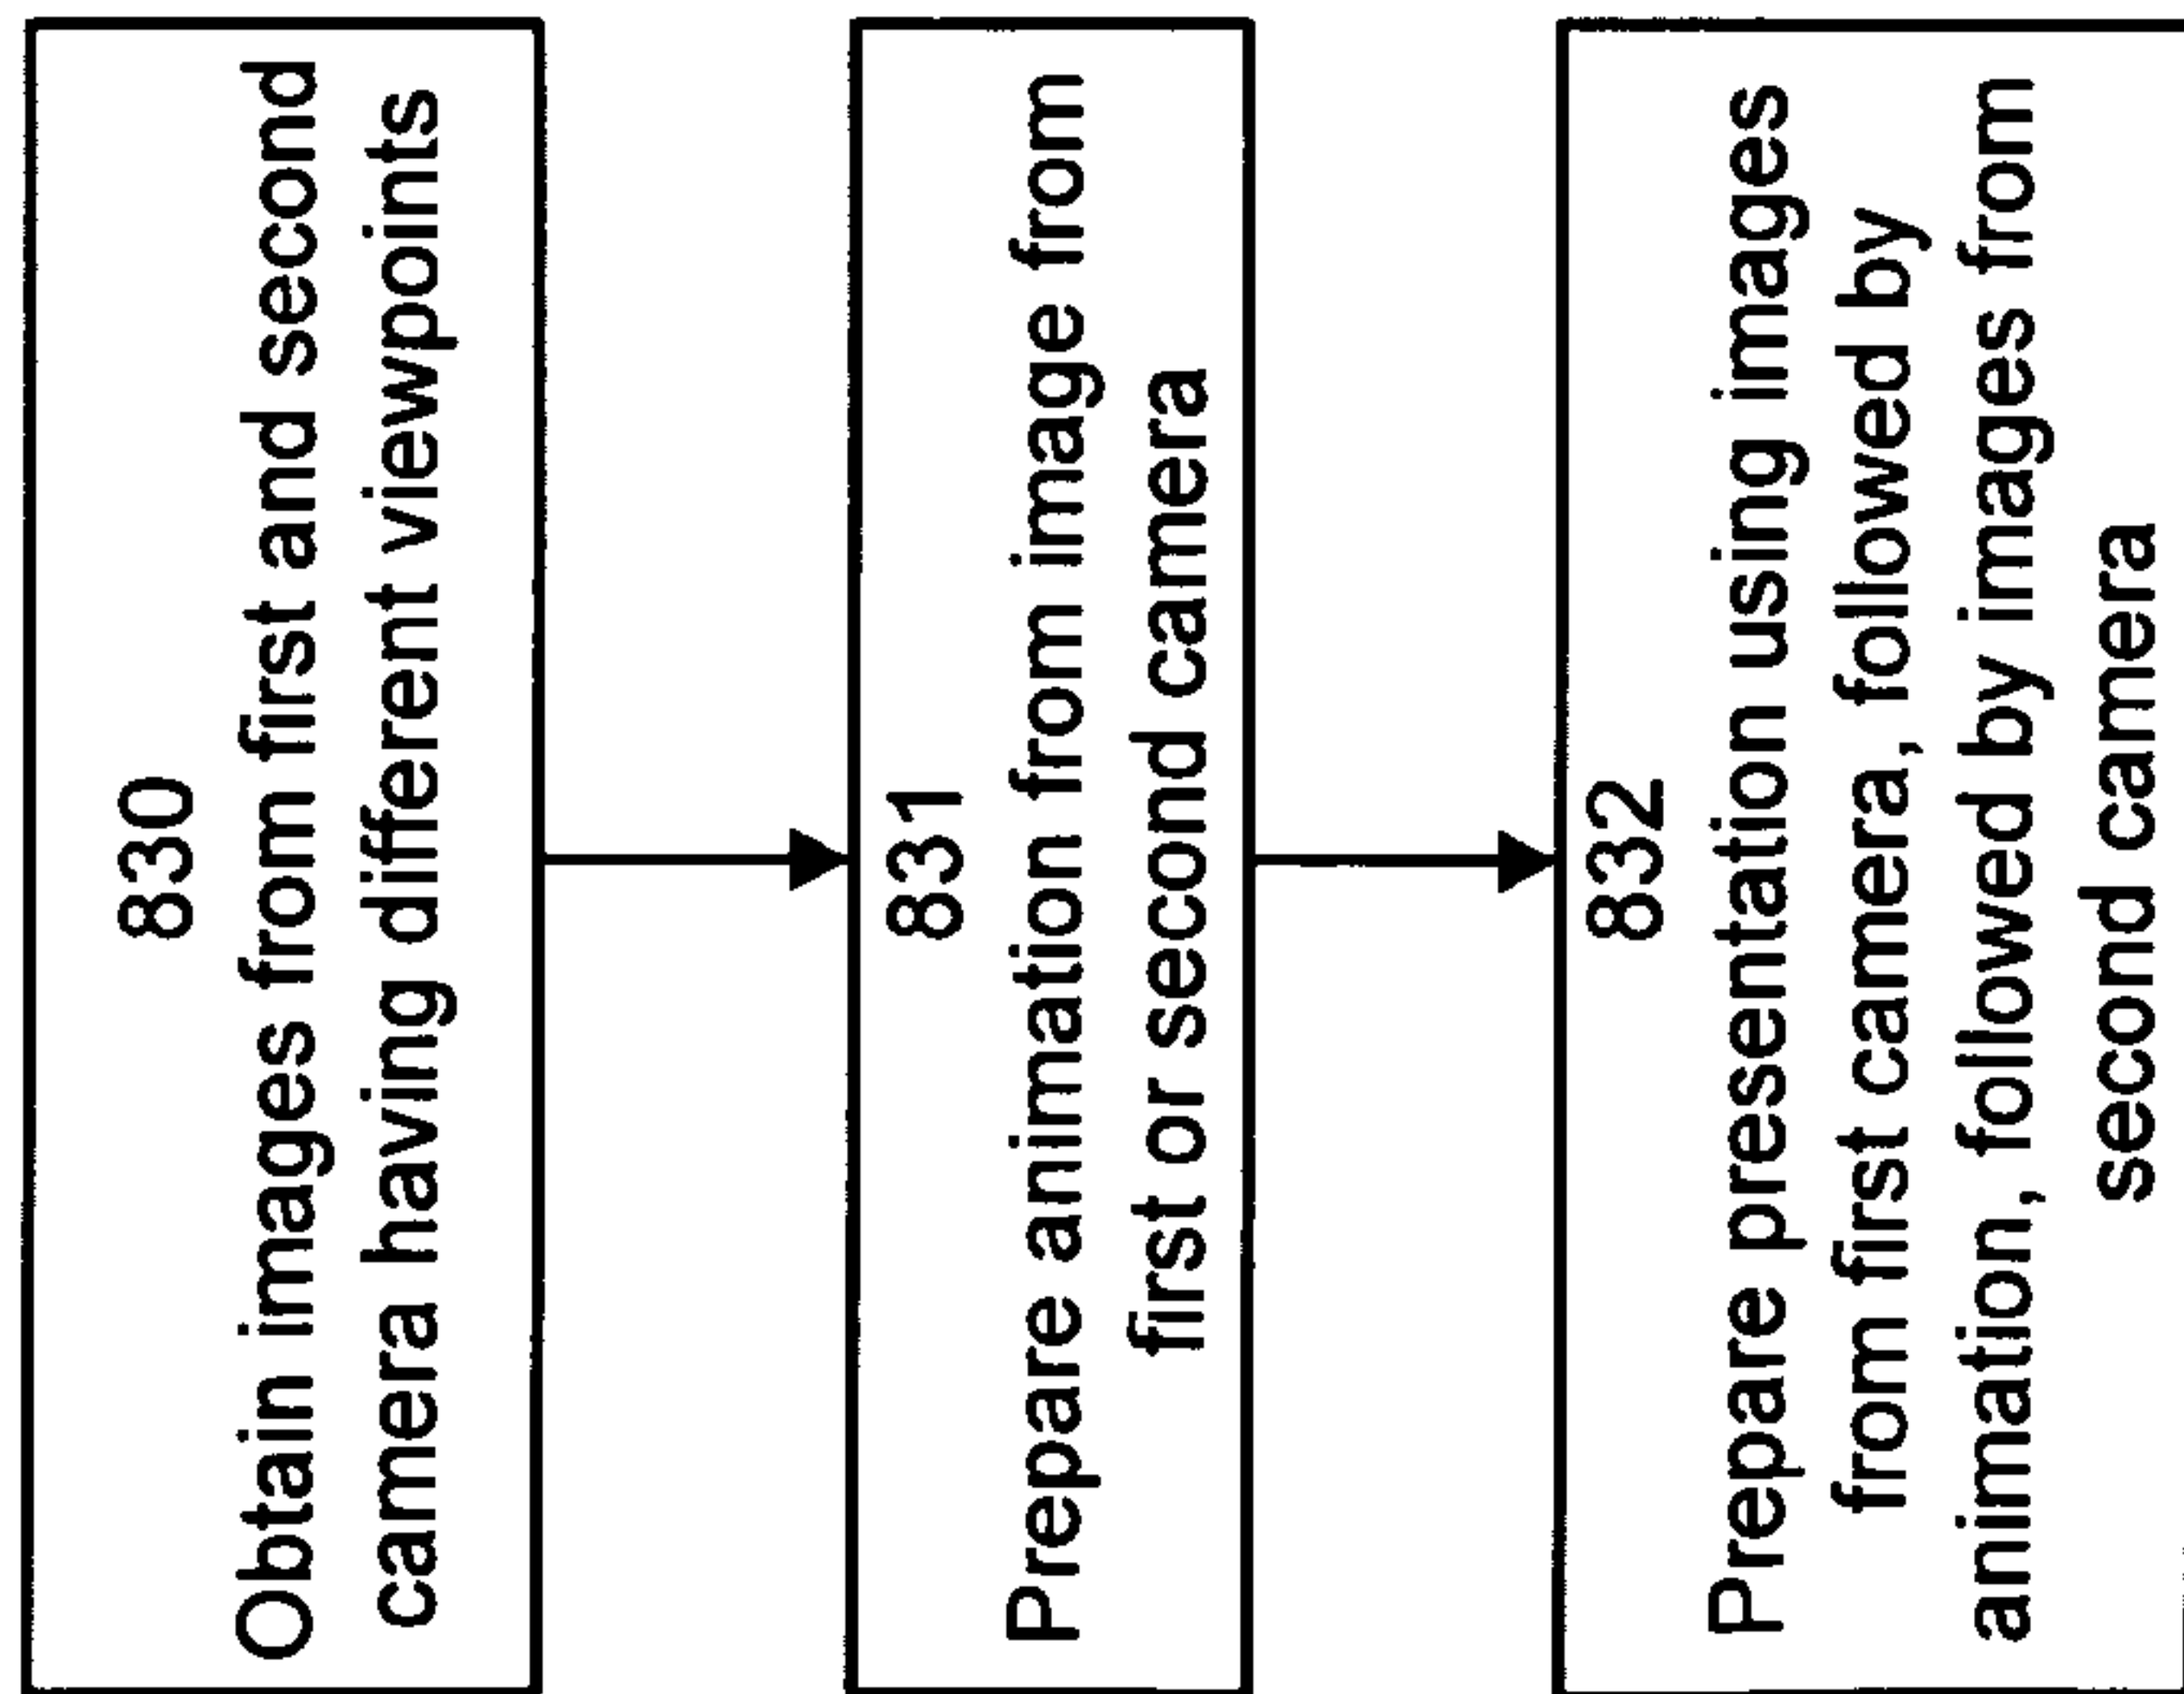 830
Obtain images from first and second
camera having different viewpoints
831
Prepare animation from image from
first or second camera
832
Prepare presentation using images
from first camera, followed by
animation, followed by images from
second camera